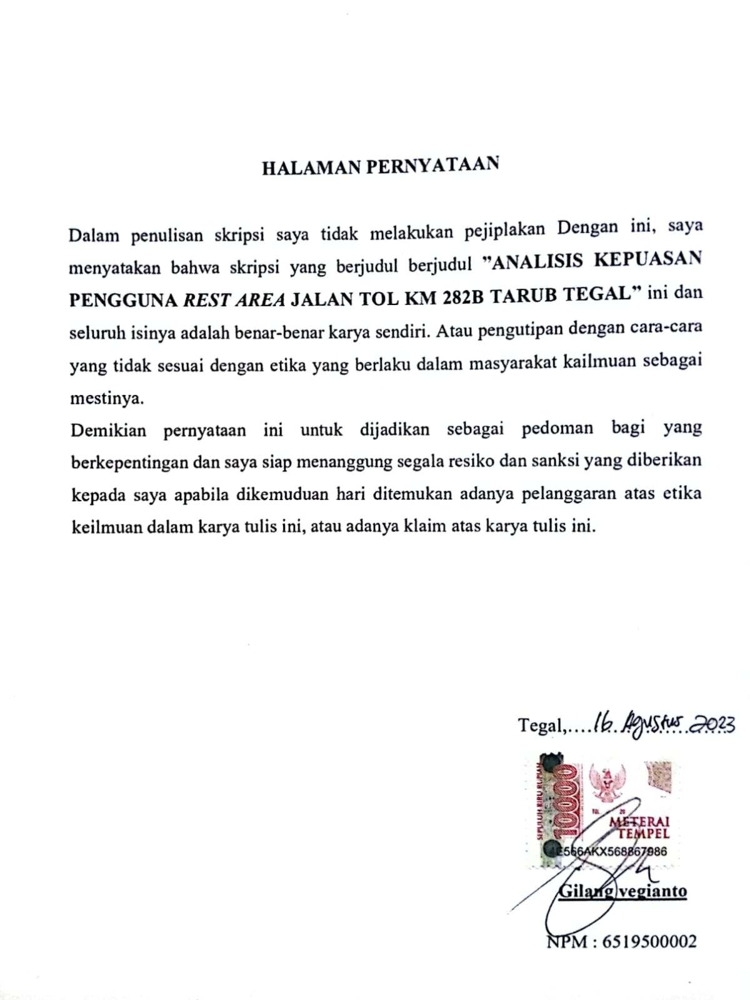 HALAMAN PERNYATAAN
Dalam penulisan skripsi saya tidak melakukan pejiplakan Dengan ini, saya
menyatakan bahwa skripsi yang berjudul berjudul ”ANALISIS KEPUASAN
PENGGUNA REST AREA JALAN TOL KM 282B TARUB TEGAL” ini dan
seluruh isinya adalah benar-benar karya sendiri. Atau pengutipan dengan cara-cara
yang tidak sesuai dengan etika yang berlaku dalam masyarakat kailmuan sebagai
mestinya.
Demikian pernyataan ini untuk dijadikan sebagai pedoman bagi yang
berkepentingan dan saya siap menanggung segala resiko dan sanksi yang diberikan
kepada saya apabila dikemuduan hari ditemukan adanya pelanggaran atas etika
keilmuan dalam karya tulis ini, atau adanya klaim atas karya tulis ini.
Tegal,....16 Agustus 2023
SEPULUH RIBU RUPIAH
10000
METERAI
TEMPEL
E566AKX568867986
Gilang vegianto
NPM : 6519500002